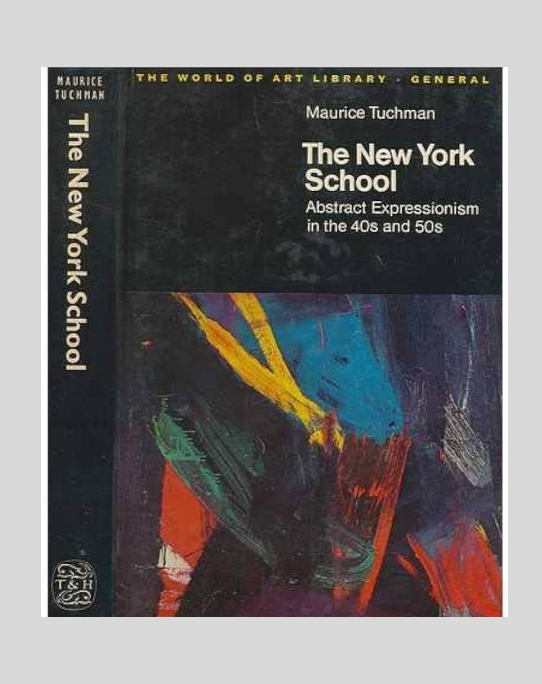 MAURICE
TUCHMAN
The New York School
T&H
THE WORLD OF ART LIBRARY · GENERAL
Maurice Tuchman
The New York
School
Abstract Expressionism
in the 40s and 50s